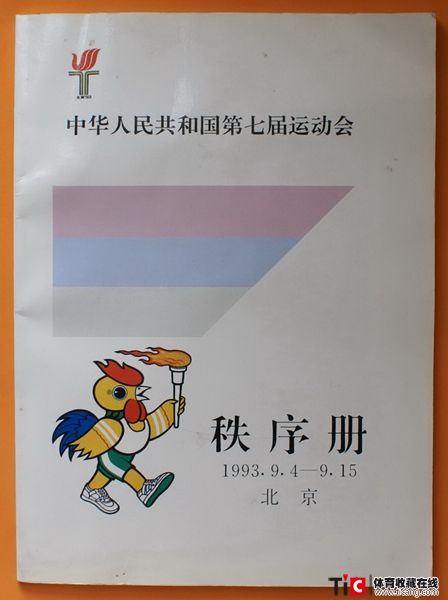 中华人民共和国第七届运动会
秩序册
1993.9.4—9.15
北京
体育收藏在线